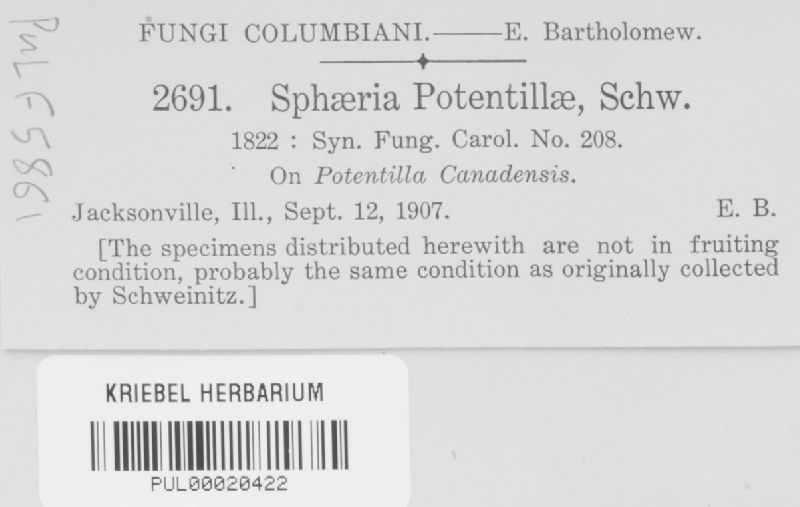 FUNGI COLUMBIANI.——E. Bartholomew.
2691. Sphæria Potentillæ, Schw.
1822 : Syn. Fung. Carol. No. 208.
On Potentilla Canadensis.
Jacksonville, Ill., Sept. 12, 1907. E. B.
[The specimens distributed herewith are not in fruiting
condition, probably the same condition as originally collected
by Schweinitz.]
PuL F5861
KRIEBEL HERBARIUM
PUL00020422